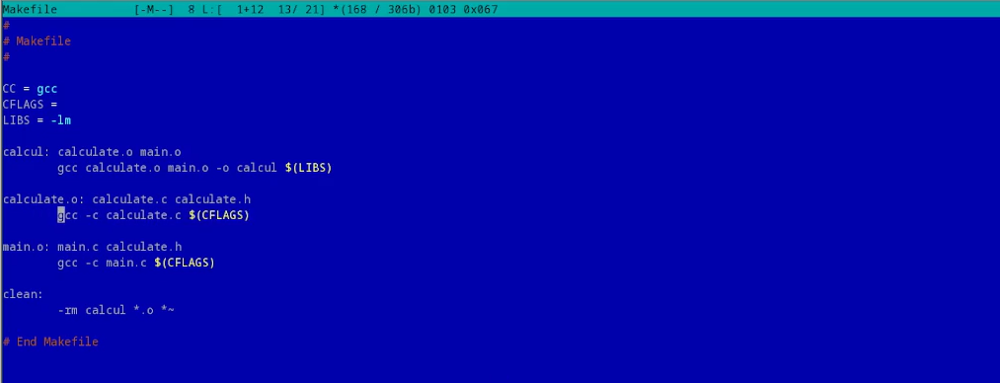 Makefile [-M--] 8 L:[ 1+12 13/ 21] *(168 / 306b) 0103 0x067
#
# Makefile
#
CC = gcc
CFLAGS =
LIBS = -lm
calcul: calculate.o main.o
gcc calculate.o main.o -o calcul $(LIBS)
calculate.o: calculate.c calculate.h
gcc -c calculate.c $(CFLAGS)
main.o: main.c calculate.h
gcc -c main.c $(CFLAGS)
clean:
-rm calcul *.o *~
# End Makefile